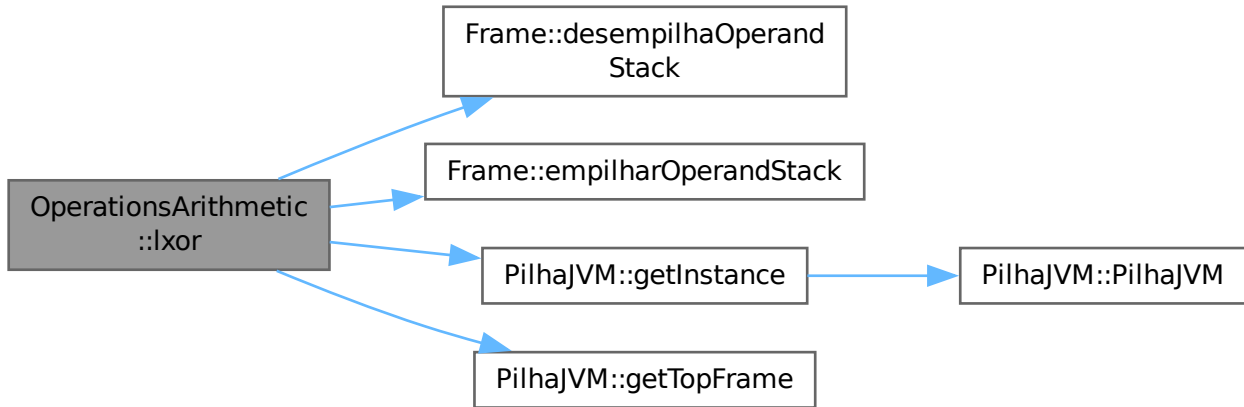 Frame::desempilhaOperand
Stack
Frame::empilharOperandStack
OperationsArithmetic
::lxor
PilhaJVM::getInstance
PilhaJVM::PilhaJVM
PilhaJVM::getTopFrame